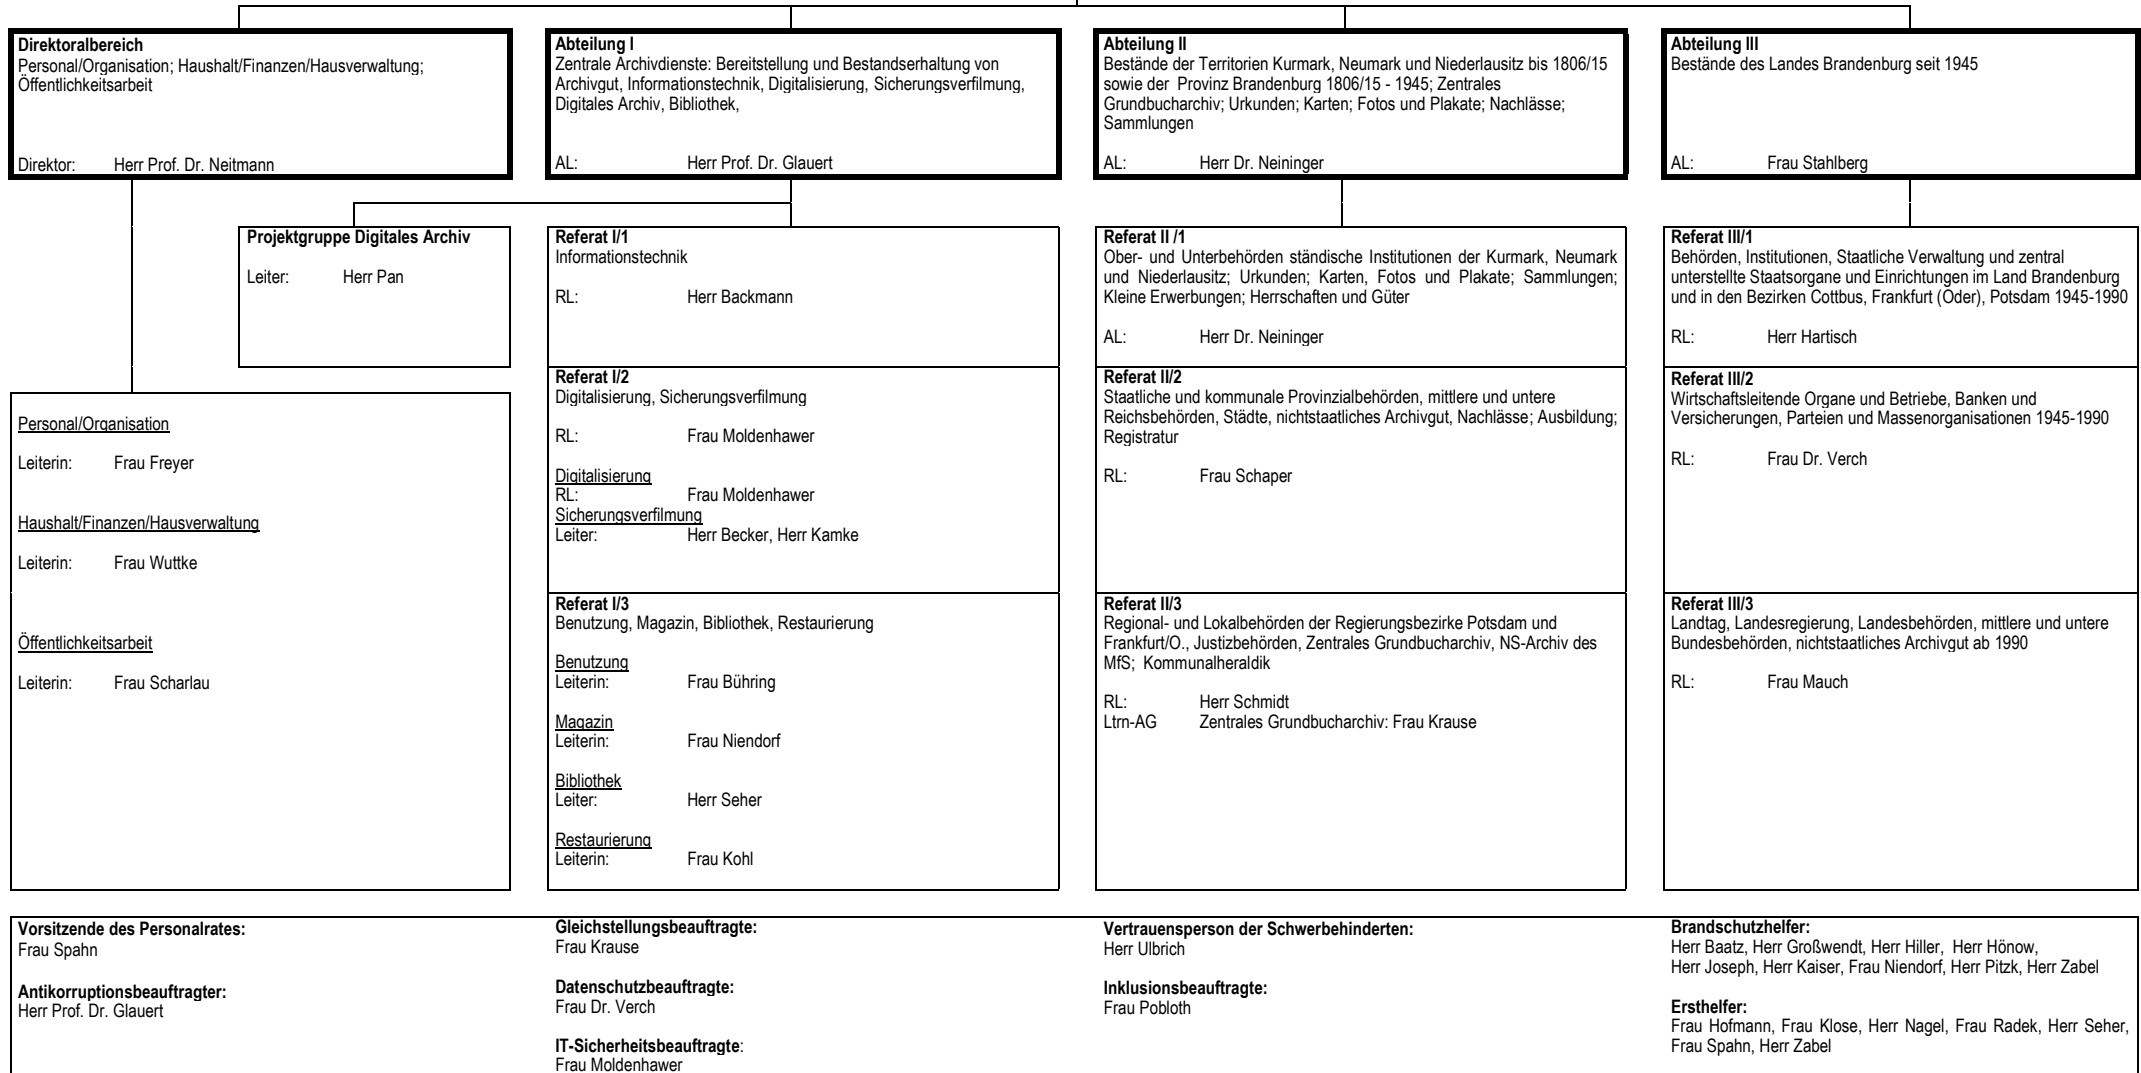 Direktoralbereich
Personal/Organisation; Haushalt/Finanzen/Hausverwaltung;
Öffentlichkeitsarbeit
Direktor: Herr Prof. Dr. Neitmann
Abteilung I
Zentrale Archivdienste: Bereitstellung und Bestandserhaltung von
Archivgut, Informationstechnik, Digitalisierung, Sicherungsverfilmung,
Digitales Archiv, Bibliothek,
AL: Herr Prof. Dr. Glauert
Abteilung II
Bestände der Territorien Kurmark, Neumark und Niederlausitz bis 1806/15
sowie der Provinz Brandenburg 1806/15 - 1945; Zentrales
Grundbucharchiv; Urkunden; Karten; Fotos und Plakate; Nachlässe;
Sammlungen
AL: Herr Dr. Neininger
Abteilung III
Bestände des Landes Brandenburg seit 1945
AL: Frau Stahlberg
Projektgruppe Digitales Archiv
Leiter: Herr Pan
Personal/Organisation
Leiterin: Frau Freyer
Haushalt/Finanzen/Hausverwaltung
Leiterin: Frau Wuttke
Öffentlichkeitsarbeit
Leiterin: Frau Scharlau
Referat I/1
Informationstechnik
RL: Herr Backmann
Referat I/2
Digitalisierung, Sicherungsverfilmung
RL: Frau Moldenhawer
Digitalisierung
RL: Frau Moldenhawer
Sicherungsverfilmung
Leiter: Herr Becker, Herr Kamke
Referat I/3
Benutzung, Magazin, Bibliothek, Restaurierung
Benutzung
Leiterin: Frau Bühring
Magazin
Leiterin: Frau Niendorf
Bibliothek
Leiter: Herr Seher
Restaurierung
Leiterin: Frau Kohl
Referat II /1
Ober- und Unterbehörden ständische Institutionen der Kurmark, Neumark
und Niederlausitz; Urkunden; Karten, Fotos und Plakate; Sammlungen;
Kleine Erwerbungen; Herrschaften und Güter
AL: Herr Dr. Neininger
Referat II/2
Staatliche und kommunale Provinzialbehörden, mittlere und untere
Reichsbehörden, Städte, nichtstaatliches Archivgut, Nachlässe; Ausbildung;
Registratur
RL: Frau Schaper
Referat II/3
Regional- und Lokalbehörden der Regierungsbezirke Potsdam und
Frankfurt/O., Justizbehörden, Zentrales Grundbucharchiv, NS-Archiv des
MfS; Kommunalheraldik
RL: Herr Schmidt
Ltrn-AG Zentrales Grundbucharchiv: Frau Krause
Referat III/1
Behörden, Institutionen, Staatliche Verwaltung und zentral
unterstellte Staatsorgane und Einrichtungen im Land Brandenburg
und in den Bezirken Cottbus, Frankfurt (Oder), Potsdam 1945-1990
RL: Herr Hartisch
Referat III/2
Wirtschaftsleitende Organe und Betriebe, Banken und
Versicherungen, Parteien und Massenorganisationen 1945-1990
RL: Frau Dr. Verch
Referat III/3
Landtag, Landesregierung, Landesbehörden, mittlere und untere
Bundesbehörden, nichtstaatliches Archivgut ab 1990
RL: Frau Mauch
Vorsitzende des Personalrates:
Frau Spahn
Antikorruptionsbeauftragter:
Herr Prof. Dr. Glauert
Gleichstellungsbeauftragte:
Frau Krause
Datenschutzbeauftragte:
Frau Dr. Verch
IT-Sicherheitsbeauftragte:
Frau Moldenhawer
Vertrauensperson der Schwerbehinderten:
Herr Ulbrich
Inklusionsbeauftragte:
Frau Pobloth
Brandschutzhelfer:
Herr Baatz, Herr Großwendt, Herr Hiller, Herr Hönow,
Herr Joseph, Herr Kaiser, Frau Niendorf, Herr Pitzk, Herr Zabel
Ersthelfer:
Frau Hofmann, Frau Klose, Herr Nagel, Frau Radek, Herr Seher,
Frau Spahn, Herr Zabel